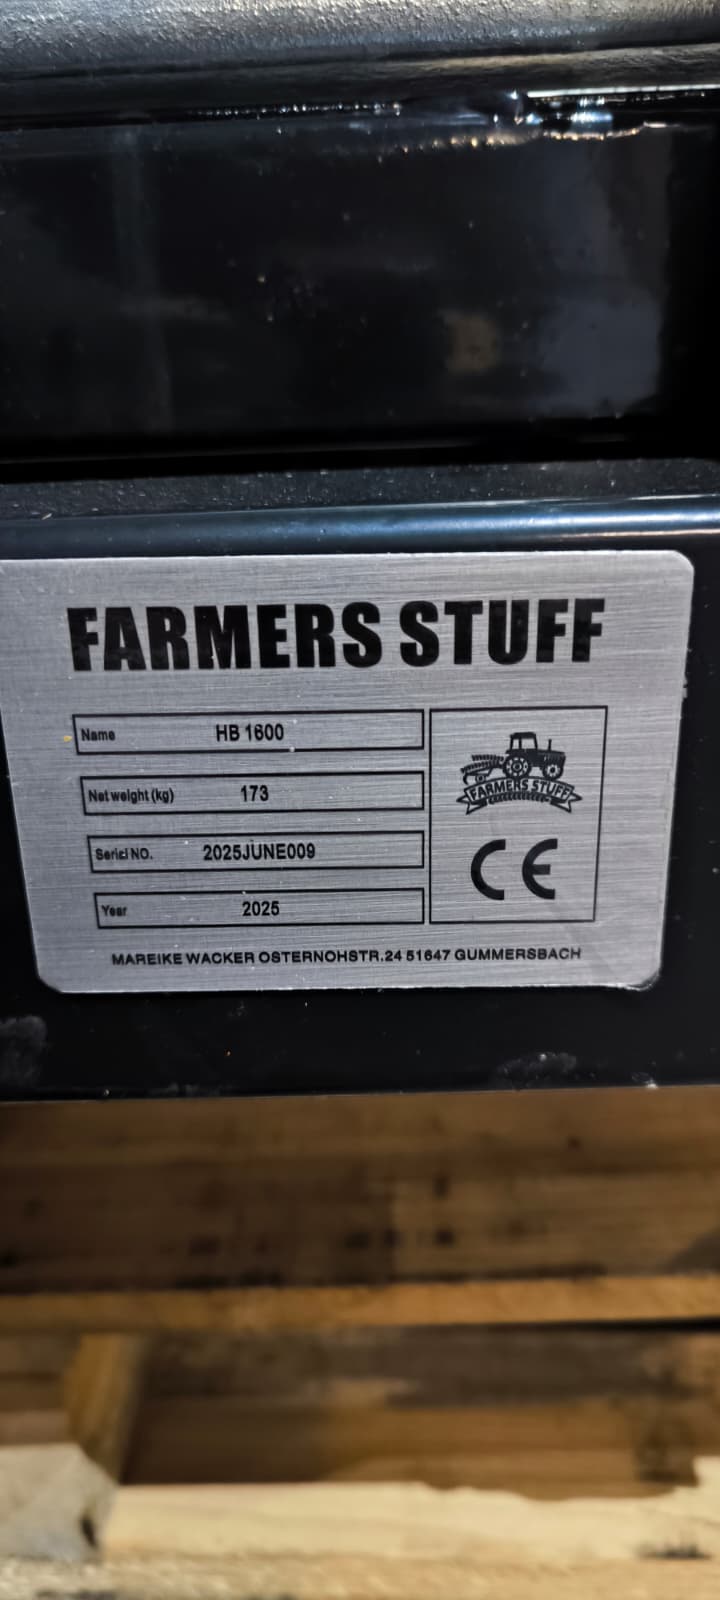 FARMERS STUFF
Name HB 1600
Net weight (kg) 173
Serici NO. 2025JUNE009
Year 2025
FARMERS STUFF
CE
MAREIKE WACKER OSTERNOHSTR.24 51647 GUMMERSBACH